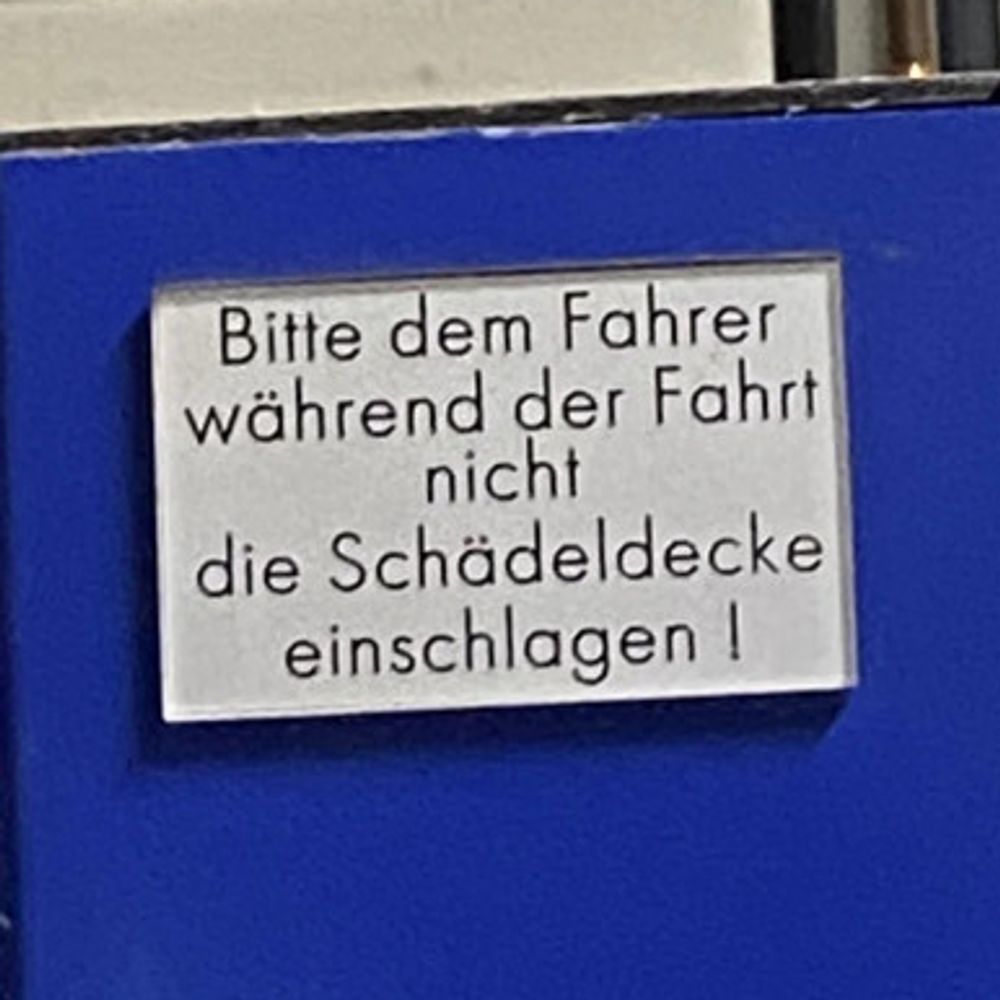 Bitte dem Fahrer
während der Fahrt
nicht
die Schädeldecke
einschlagen !